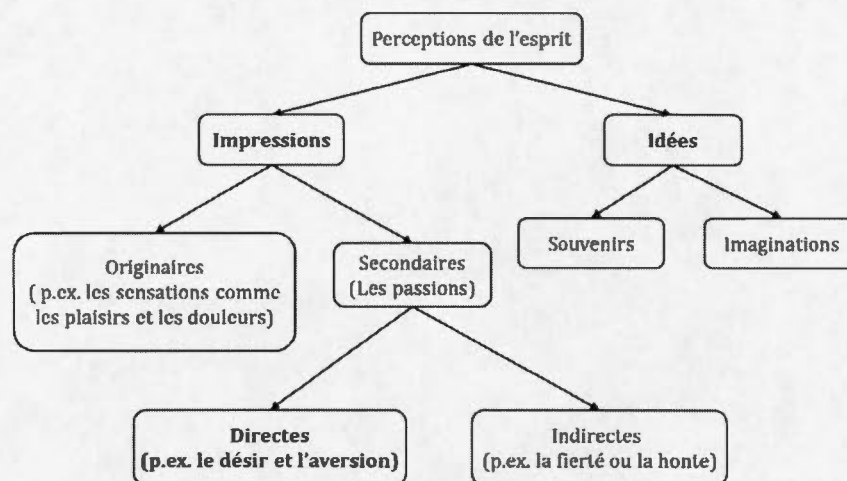 Perceptions de l'esprit
Impressions
Idées
Originaires
( p.ex. les sensations comme
les plaisirs et les douleurs)
Secondaires
(Les passions)
Souvenirs
Imaginations
Directes
(p.ex. le désir et l'aversion)
Indirectes
(p.ex. la fierté ou la honte)